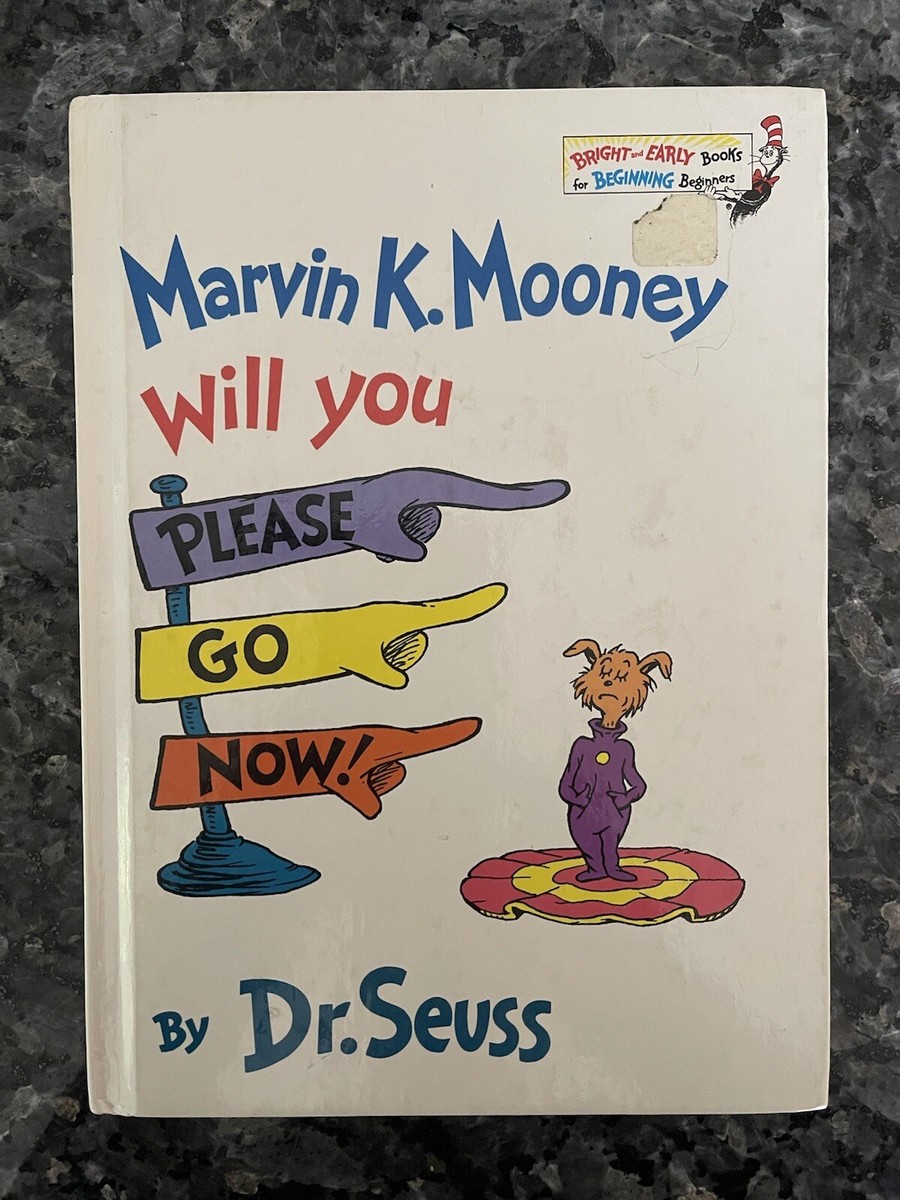 BRIGHT and EARLY BOOKS
for BEGINNING Beginners
®
Marvin K. Mooney
Will you
PLEASE
GO
NOW!
By Dr. Seuss